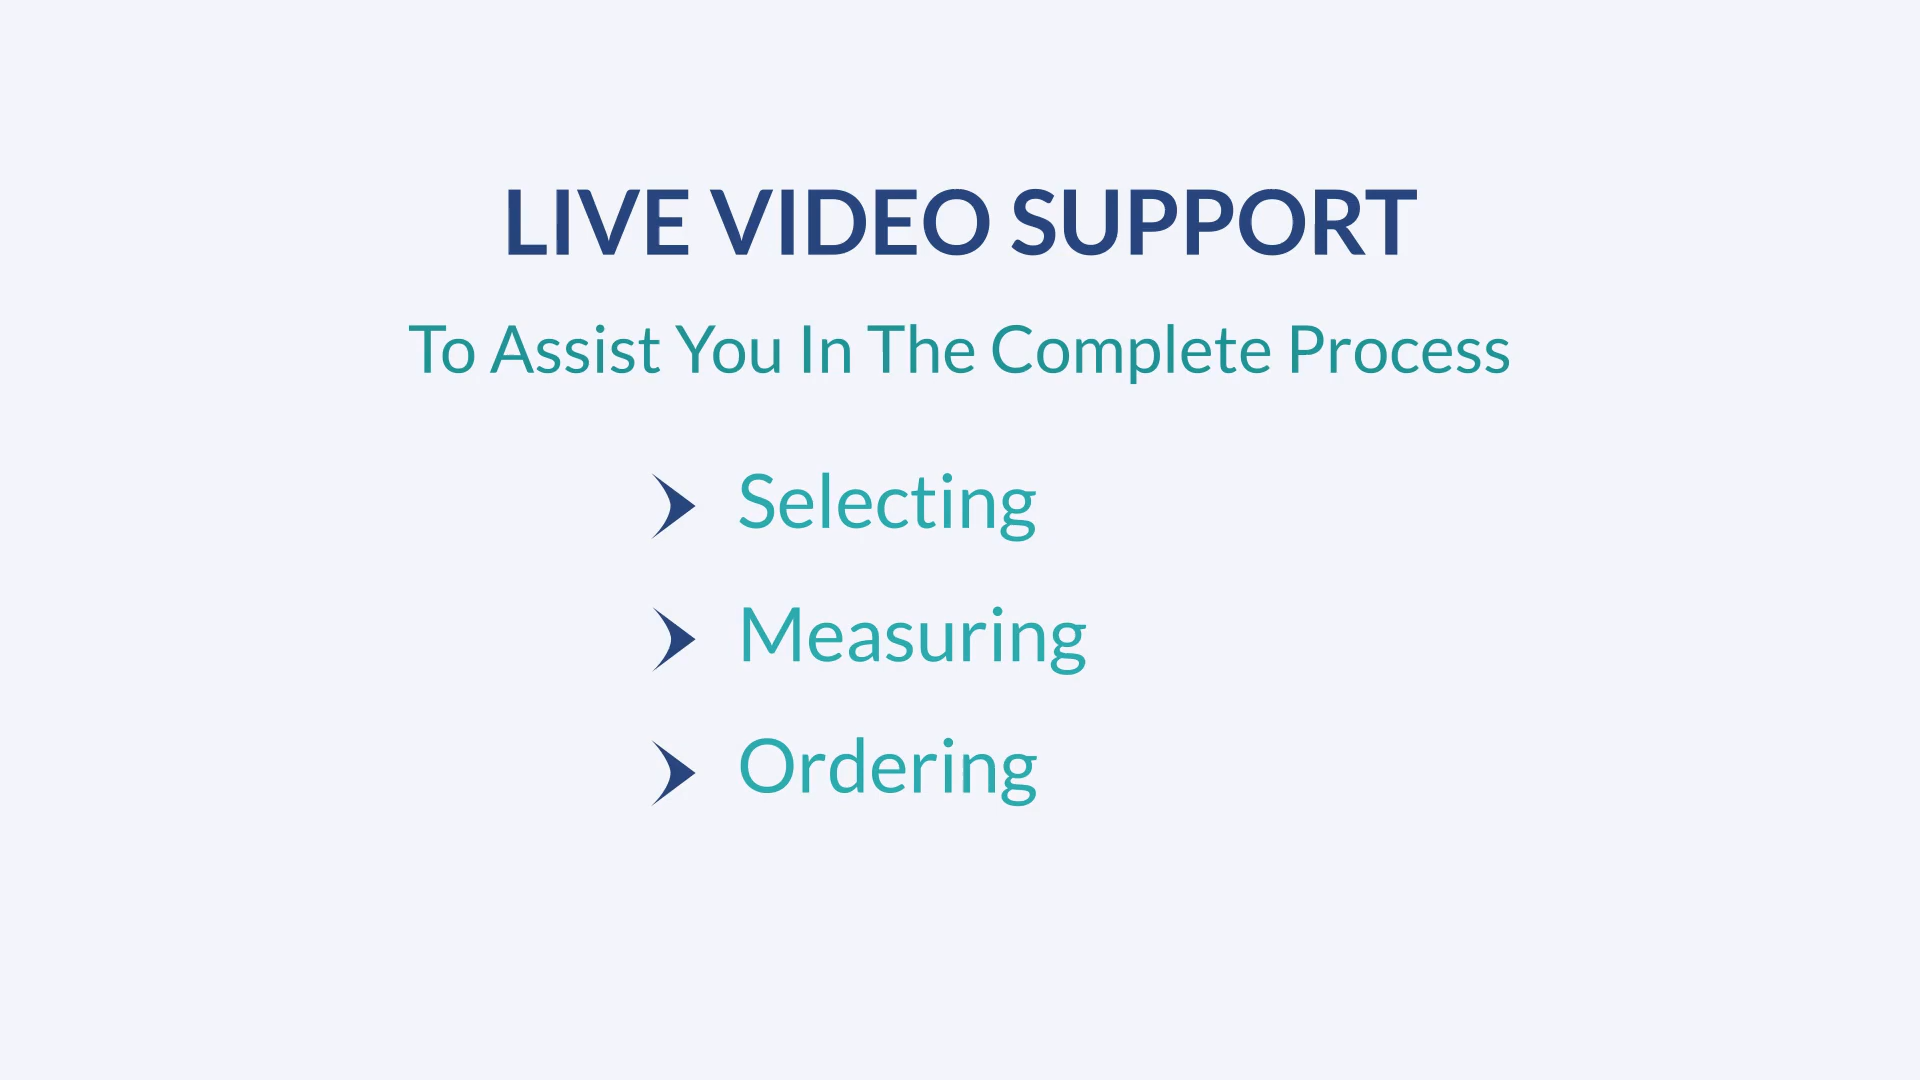 LIVE VIDEO SUPPORT
To Assist You In The Complete Process
Selecting
Measuring
Ordering